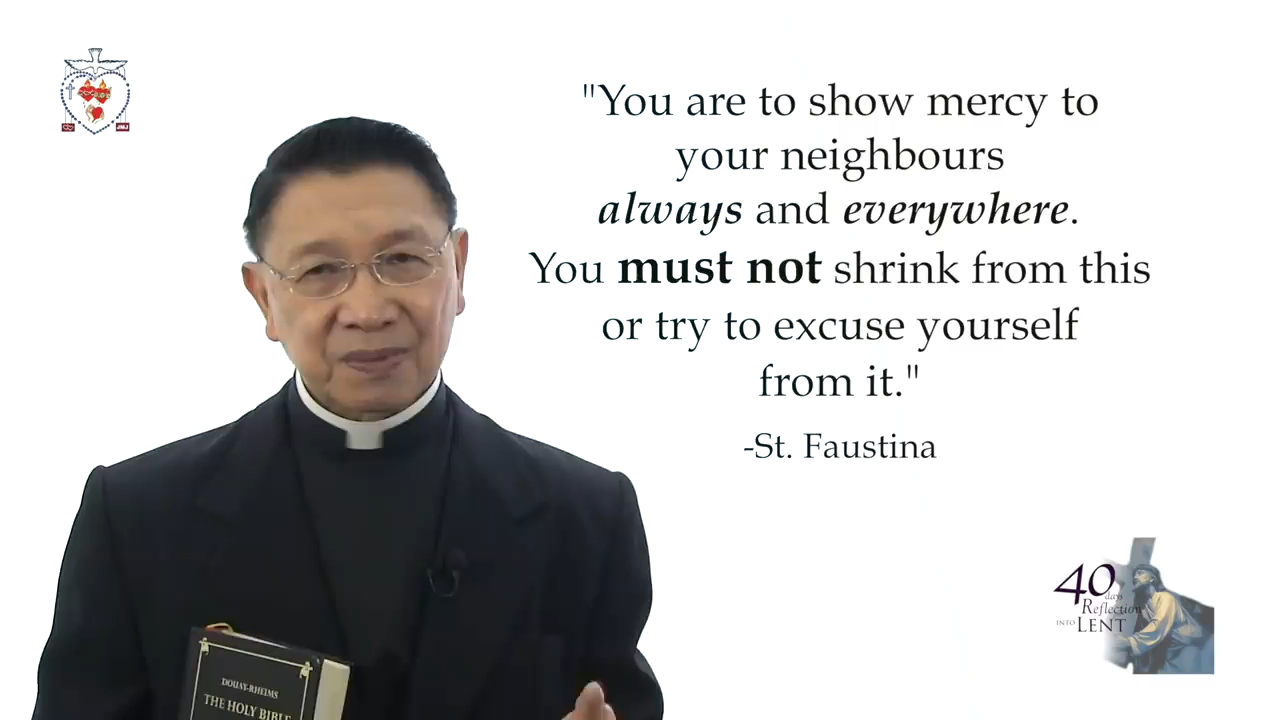 "You are to show mercy to
your neighbours
always and everywhere.
You must not shrink from this
or try to excuse yourself
from it."
-St. Faustina
40
days
Reflection
INTO LENT
DOUAY-RHEIMS
THE HOLY BIBLE
JMJ